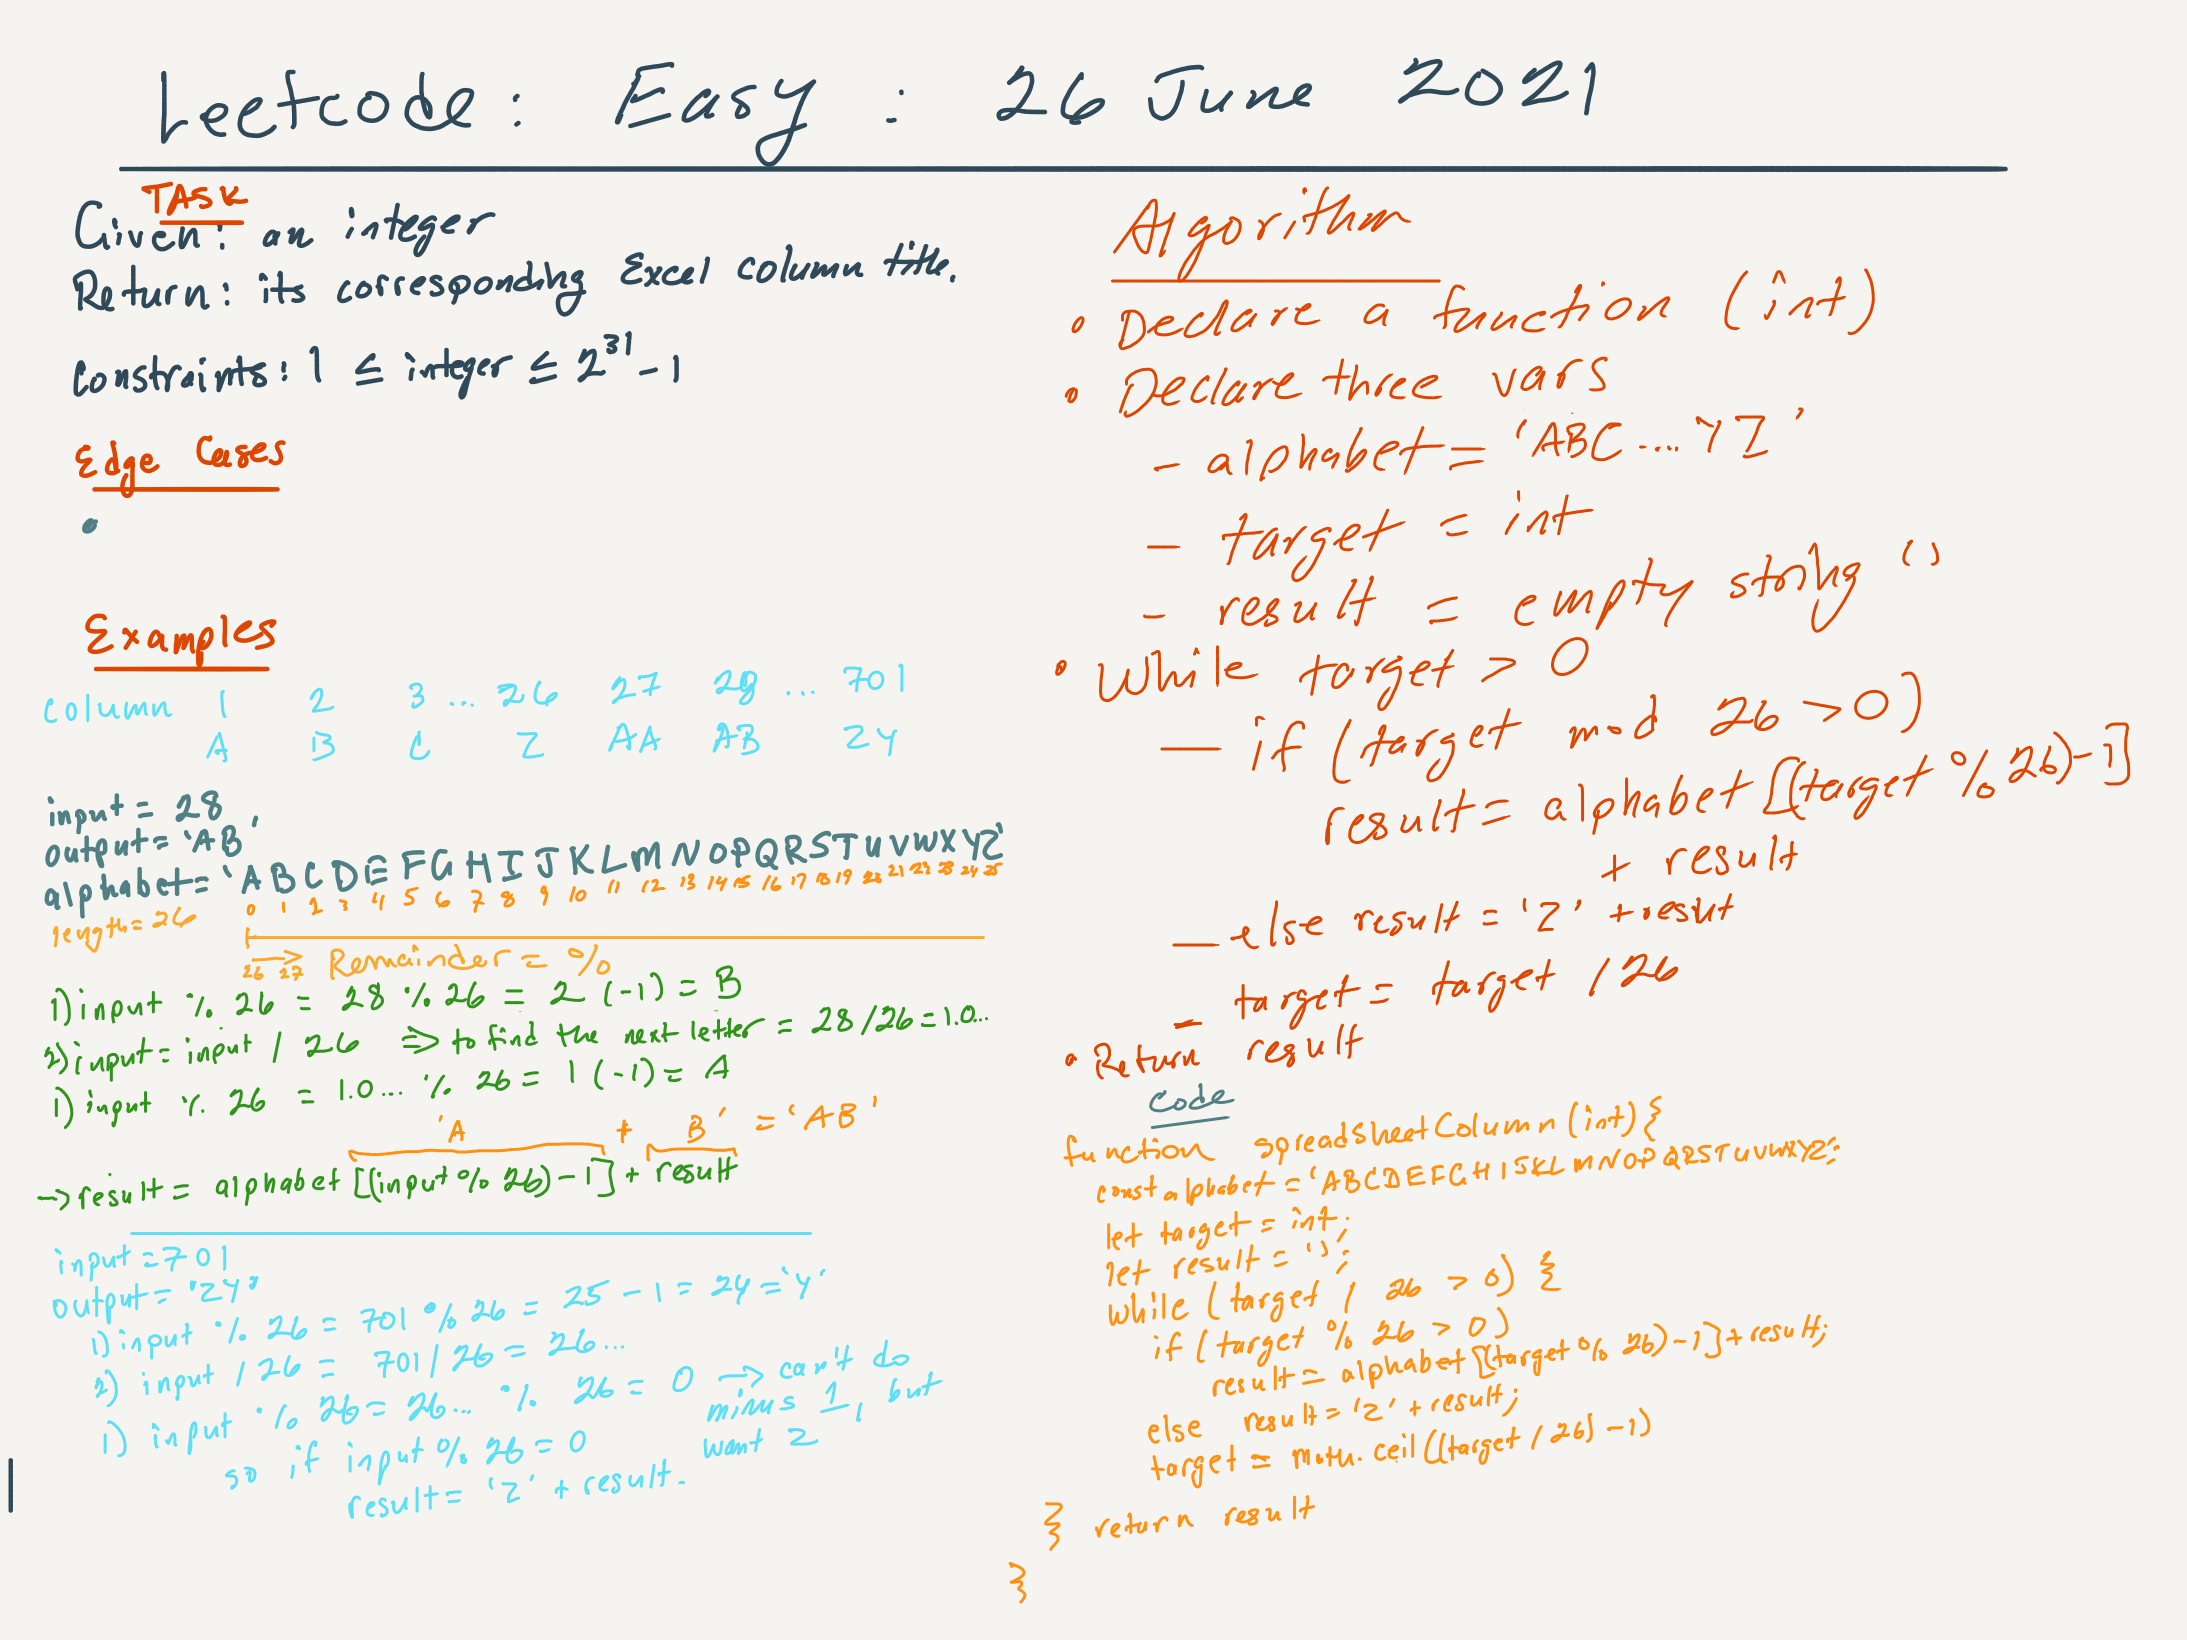 Leetcode: Easy : 26 June 2021
TASK
Given: an integer
Return: its corresponding Excel column title.
Constraints: 1 ≤ integer ≤ 2^31 - 1
Edge Cases
•
Examples
column 1 2 3 ... 26 27 28 ... 701
A B C Z AA AB ZY
input = 28
output = 'AB'
alphabet = 'ABCDEFGHIJKLMNOPQRSTUVWXYZ'
0 1 2 3 4 5 6 7 8 9 10 11 12 13 14 15 16 17 18 19 20 21 22 23 24 25
length = 26
26 27 Remainder = %
1) input % 26 = 28 % 26 = 2 (-1) = B
2) input = input / 26 => to find the next letter = 28/26 = 1.0...
1) input % 26 = 1.0... % 26 = 1 (-1) = A
'A + B' = 'AB'
→ result = alphabet [(input % 26) - 1] + result
input = 701
output = 'ZY'
1) input % 26 = 701 % 26 = 25 - 1 = 24 = 'Y'
2) input / 26 = 701 / 26 = 26...
1) input % 26 = 26... % 26 = 0 → can't do
minus 1, but
want Z
so if input % 26 = 0
result = 'Z' + result.
Algorithm
• Declare a function (int)
• Declare three vars
- alphabet = 'ABC...YZ'
- target = int
- result = empty string ''
• While target > 0
- if (target mod 26 > 0)
result = alphabet [(target % 26) - 1]
+ result
- else result = 'Z' + resut
- target = target / 26
• Return result
Code
function spreadsheetColumn (int) {
const alphabet = 'ABCDEFGHIJKLMNOPQRSTUVWXYZ';
let target = int;
let result = '';
while (target / 26 > 0) {
if (target % 26 > 0)
result = alphabet [(target % 26) - 1] + result;
else result = 'Z' + result;
target = math.ceil((target / 26) - 1)
} return result
}